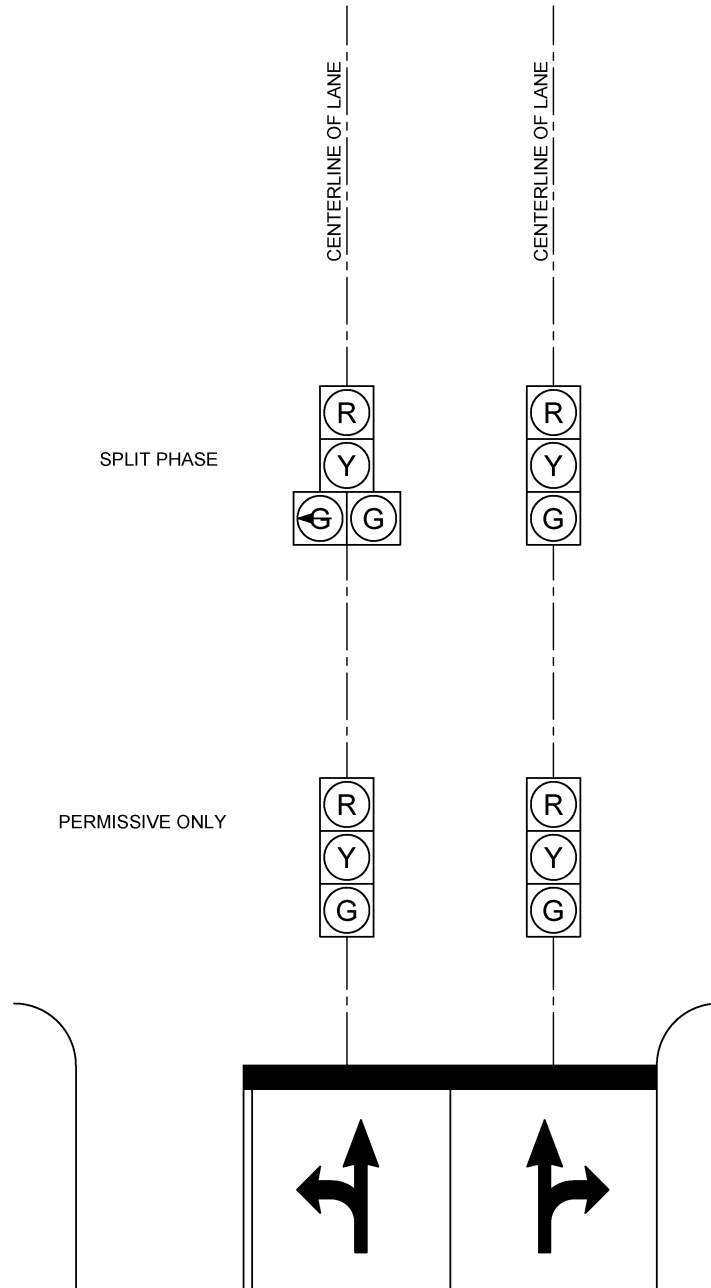 CENTERLINE OF LANE
CENTERLINE OF LANE
SPLIT PHASE
R
Y
G G
R
Y
G
PERMISSIVE ONLY
R
Y
G
R
Y
G